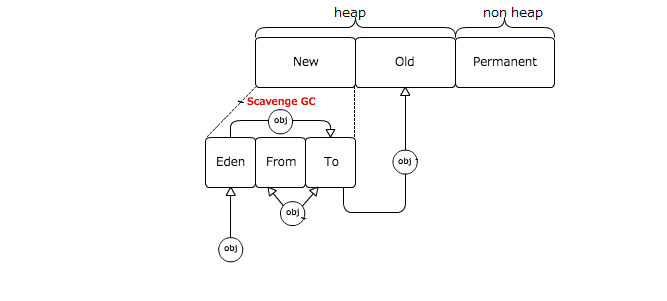 heap
non heap
New
Old
Permanent
Scavenge GC
obj
Eden
From
To
obj
obj
obj